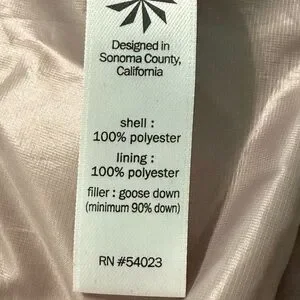 Designed in
Sonoma County,
California
shell :
100% polyester
lining :
100% polyester
filler : goose down
(minimum 90% down)
RN #54023